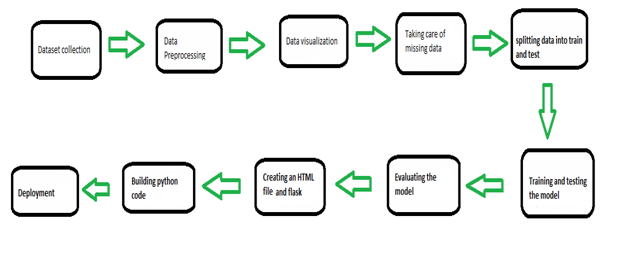 Dataset collection
Data
Preprocessing
Data visualization
Taking care of
missing data
splitting data into train
and test
Training and testing
the model
Evaluating the
model
Creating an HTML
file and flask
Building python
code
Deployment